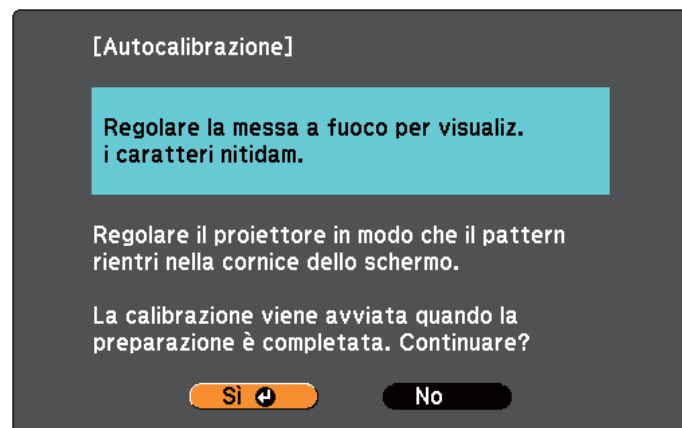 [Autocalibrazione]
Regolare la messa a fuoco per visualiz.
i caratteri nitidam.
Regolare il proiettore in modo che il pattern
rientri nella cornice dello schermo.
La calibrazione viene avviata quando la
preparazione è completata. Continuare?
Sì No